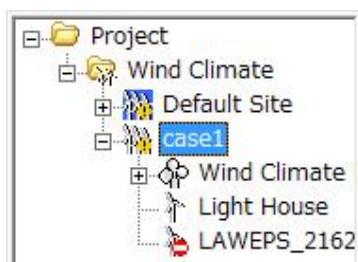 Project
Wind Climate
Default Site
case1
Wind Climate
Light House
LAWEPS_2162